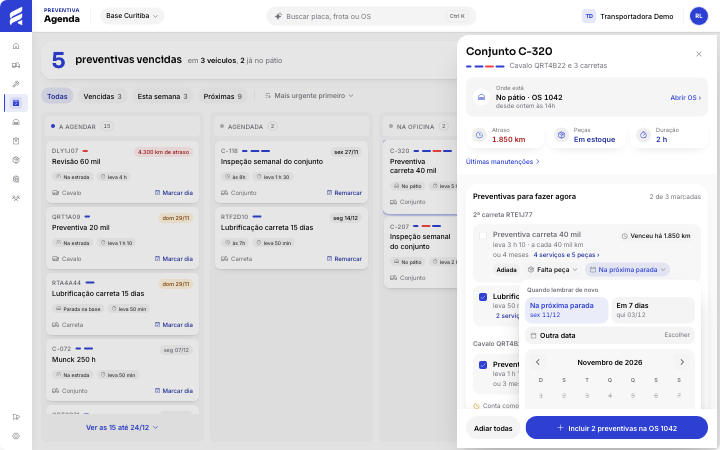 PREVENTIVA
Agenda
Base Curitiba
Buscar placa, frota ou OS
Ctrl K
TD
Transportadora Demo
RL
5 preventivas vencidas em 3 veículos, 2 já no pátio
Todas
Vencidas 3
Esta semana 3
Próximas 9
Mais urgente primeiro
A AGENDAR 15
DLY1J07
4.300 km de atraso
Revisão 60 mil
Na estrada
leva 4 h
Cavalo
Marcar dia
QRT1A09
dom 29/11
Preventiva 20 mil
Na estrada
leva 1 h 10
Cavalo
Marcar dia
RTA4A44
dom 29/11
Lubrificação carreta 15 dias
Parada na base
leva 50 min
Carreta
Marcar dia
C-072
seg 07/12
Munck 250 h
Na estrada
leva 50 min
Conjunto
Marcar dia
Ver as 15 até 24/12
AGENDADA 2
C-118
sex 27/11
Inspeção semanal do conjunto
às 8h
leva 1 h 30
Conjunto
Remarcar
RTF2D10
seg 14/12
Lubrificação carreta 15 dias
às 7h
leva 50 min
Carreta
Remarcar
NA OFICINA 2
C-320
Preventiva
carreta 40 mil
No pátio
Conjunto
C-207
Inspeção semanal
do conjunto
No pátio
Conjunto
Conjunto C-320
Cavalo QRT4B22 e 3 carretas
Onde está
No pátio · OS 1042
desde ontem às 14h
Abrir OS
Atraso
1.850 km
Peças
Em estoque
Duração
2 h
Últimas manutenções
Preventivas para fazer agora
2 de 3 marcadas
2ª carreta RTE1J77
Preventiva carreta 40 mil
Venceu há 1.850 km
leva 3 h 10 · a cada 40 mil km
ou 4 meses
4 serviços e 5 peças
Adiada
Falta peça
Na próxima parada
Quando lembrar de novo
Na próxima parada
sex 11/12
Em 7 dias
qui 03/12
Outra data
Escolher
Novembro de 2026
D S T Q Q S S
1 2 3 4 5 6 7
Adiar todas
Incluir 2 preventivas na OS 1042